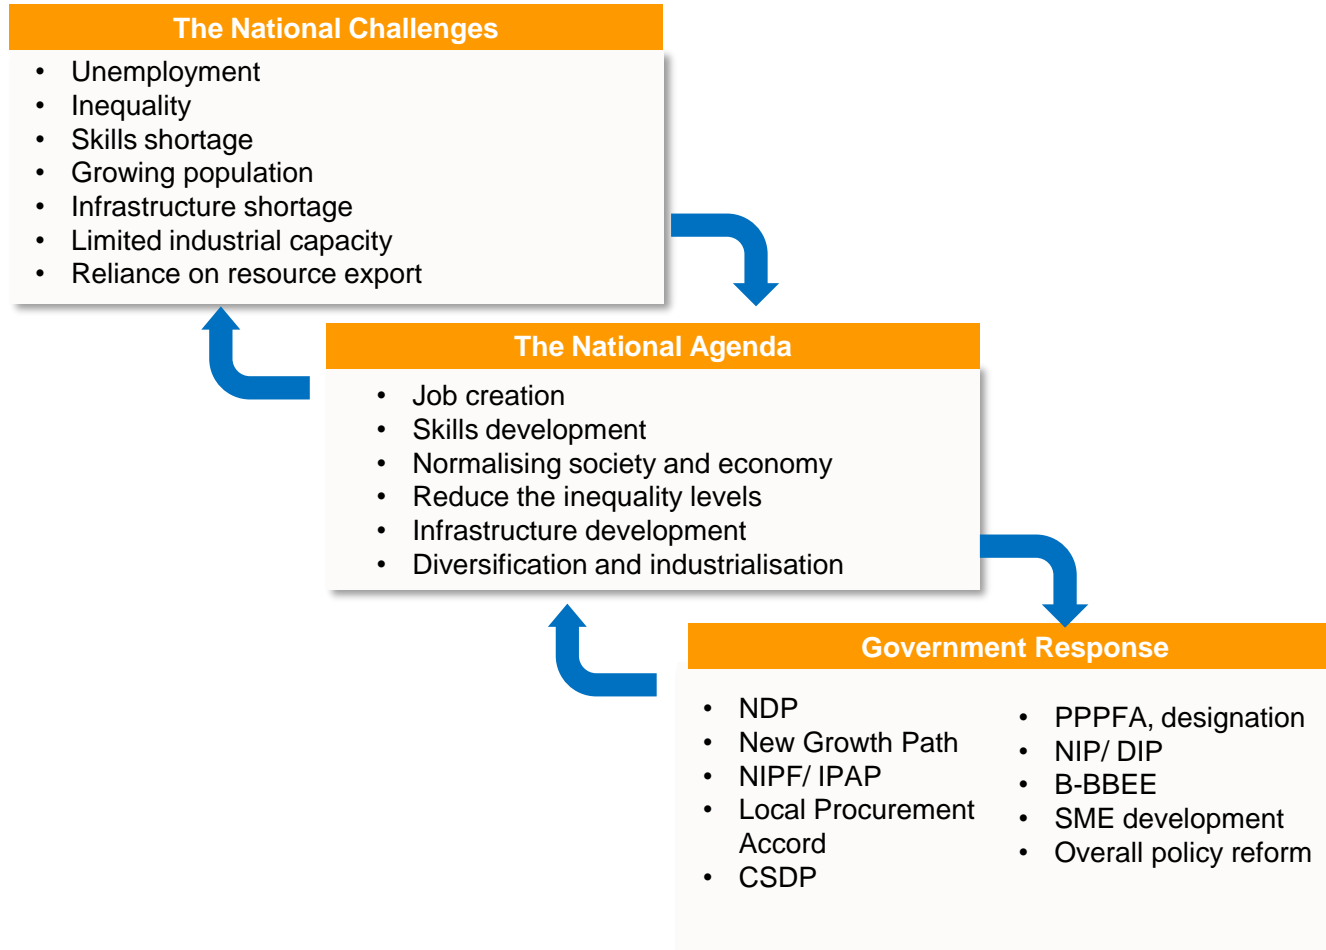 The National Challenges
• Unemployment
• Inequality
• Skills shortage
• Growing population
• Infrastructure shortage
• Limited industrial capacity
• Reliance on resource export
The National Agenda
• Job creation
• Skills development
• Normalising society and economy
• Reduce the inequality levels
• Infrastructure development
• Diversification and industrialisation
Government Response
• NDP
• New Growth Path
• NIPF/ IPAP
• Local Procurement
Accord
• CSDP
• PPPFA, designation
• NIP/ DIP
• B-BBEE
• SME development
• Overall policy reform